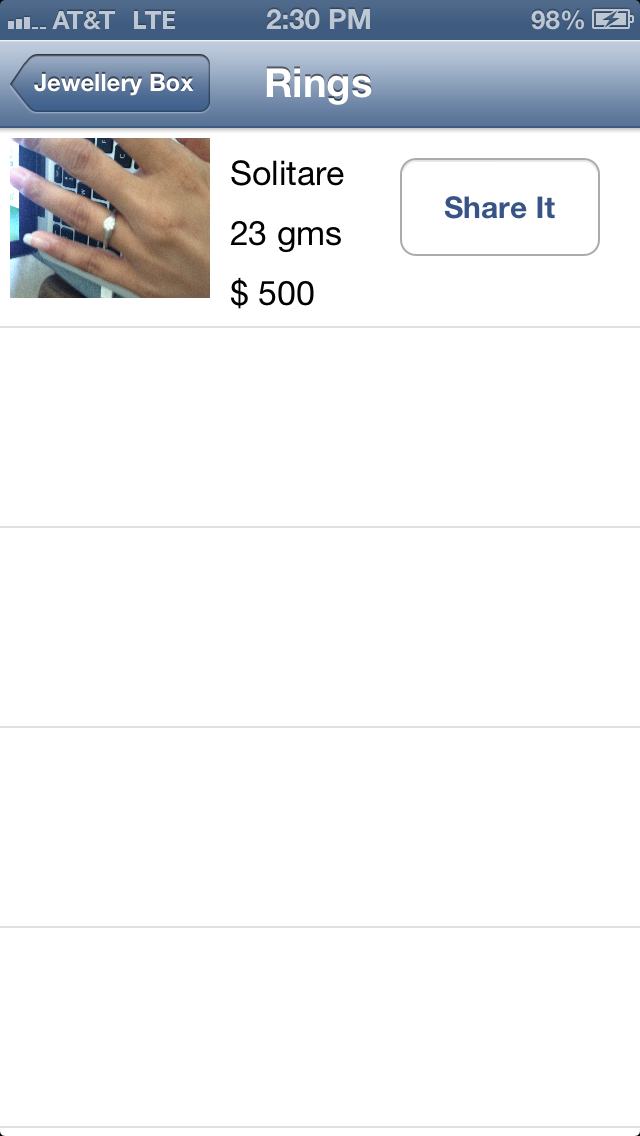 AT&T LTE 2:30 PM 98%
Jewellery Box Rings
Solitare
23 gms
$ 500
Share It